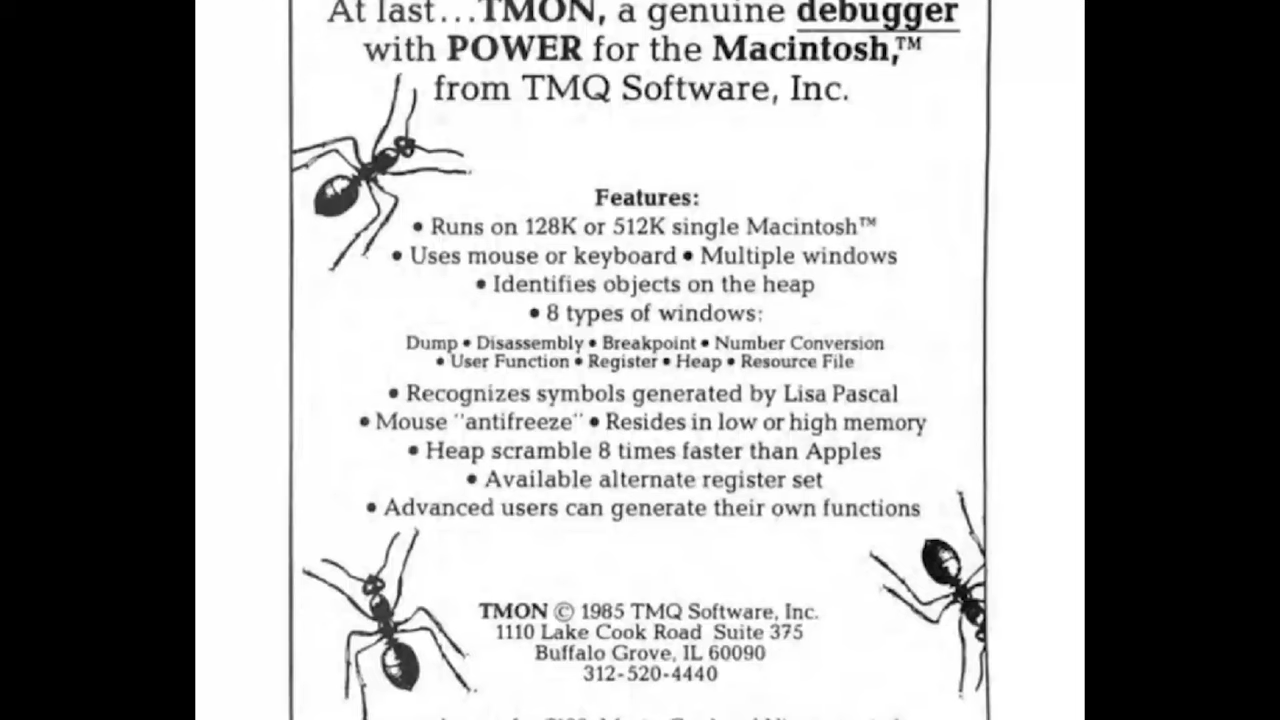 At last...TMON, a genuine debugger
with POWER for the Macintosh,™
from TMQ Software, Inc.
Features:
• Runs on 128K or 512K single Macintosh™
• Uses mouse or keyboard • Multiple windows
• Identifies objects on the heap
• 8 types of windows:
Dump • Disassembly • Breakpoint • Number Conversion
• User Function • Register • Heap • Resource File
• Recognizes symbols generated by Lisa Pascal
• Mouse "antifreeze" • Resides in low or high memory
• Heap scramble 8 times faster than Apples
• Available alternate register set
• Advanced users can generate their own functions
TMON © 1985 TMQ Software, Inc.
1110 Lake Cook Road Suite 375
Buffalo Grove, IL 60090
312-520-4440